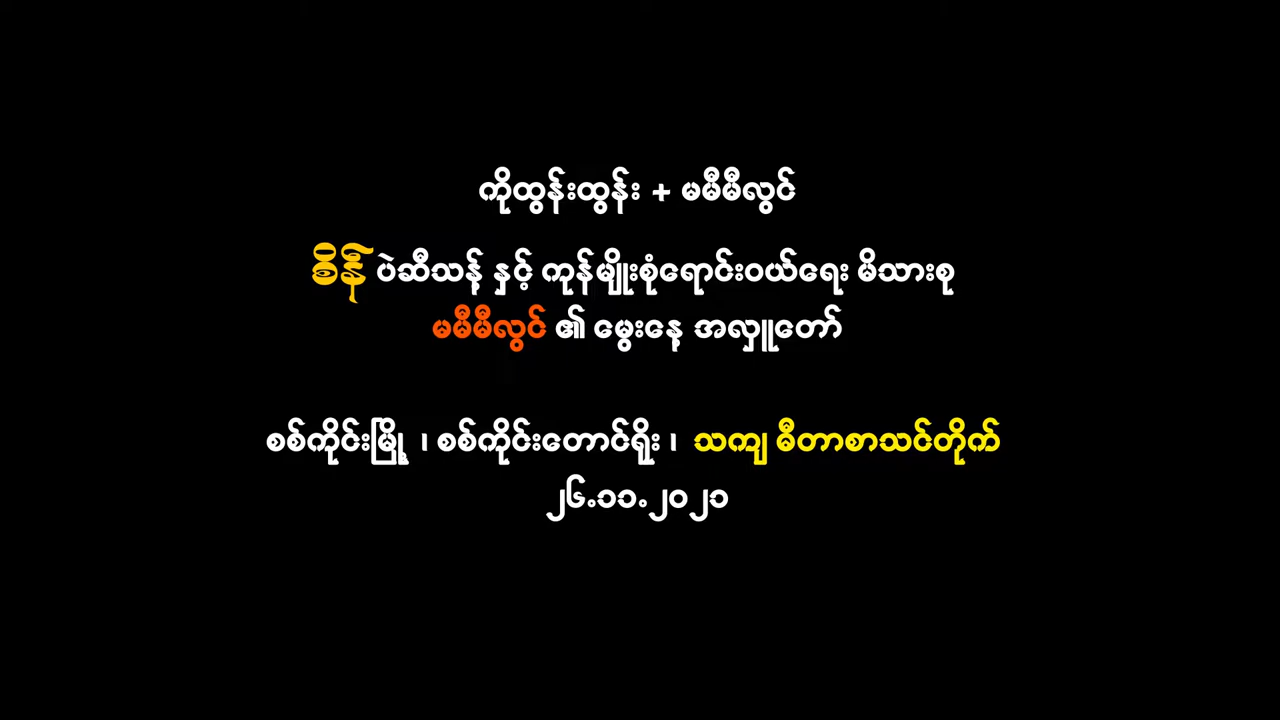 ကိုထွန်းထွန်း + မမီမီလွင်
စိန် ပဲဆီသန့် နှင့် ကုန်မျိုးစုံရောင်းဝယ်ရေး မိသားစု
မမီမီလွင် ၏ မွေးနေ့ အလှူတော်
စစ်ကိုင်းမြို့ ၊ စစ်ကိုင်းတောင်ရိုး ၊ သကျ ဓီတာစာသင်တိုက်
၂၆.၁၁.၂၀၂၁